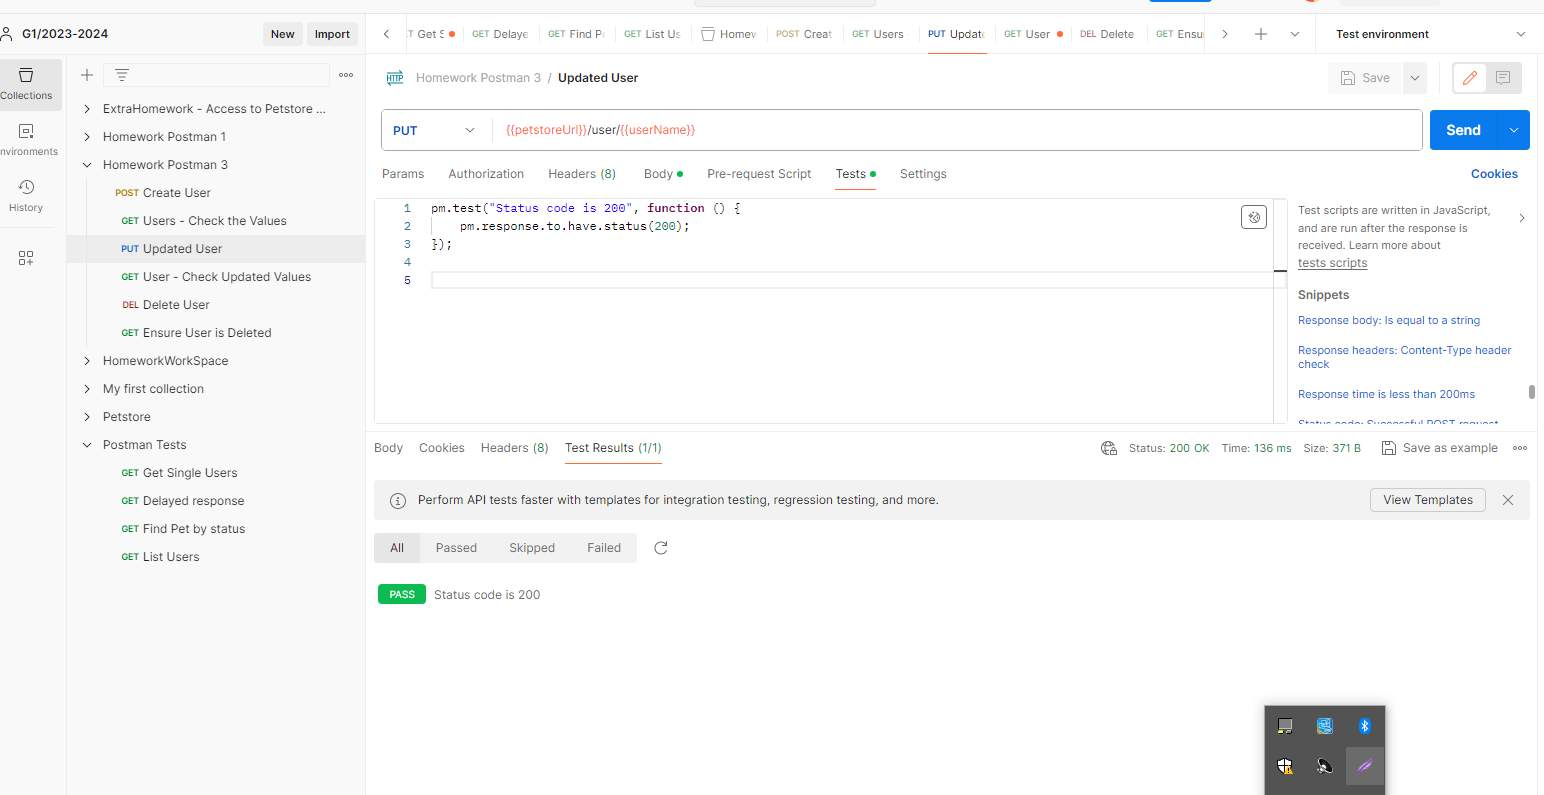 G1/2023-2024
New
Import
Get S
GET Delaye
GET Find P
GET List Us
Homew
POST Creat
GET Users
PUT Updat
GET User
DEL Delete
GET Ensu
Test environment
Collections
nvironments
History
ExtraHomework - Access to Petstore ...
Homework Postman 1
Homework Postman 3
POST Create User
GET Users - Check the Values
PUT Updated User
GET User - Check Updated Values
DEL Delete User
GET Ensure User is Deleted
HomeworkWorkSpace
My first collection
Petstore
Postman Tests
GET Get Single Users
GET Delayed response
GET Find Pet by status
GET List Users
HTTP Homework Postman 3 / Updated User
Save
PUT
{{petstoreUrl}}/user/{{userName}}
Send
Params
Authorization
Headers (8)
Body
Pre-request Script
Tests
Settings
Cookies
1 pm.test("Status code is 200", function () {
2 pm.response.to.have.status(200);
3 });
4
5
Test scripts are written in JavaScript,
and are run after the response is
received. Learn more about
tests scripts
Snippets
Response body: Is equal to a string
Response headers: Content-Type header
check
Response time is less than 200ms
Status code: Successful POST request
Body
Cookies
Headers (8)
Test Results (1/1)
Status: 200 OK
Time: 136 ms
Size: 371 B
Save as example
Perform API tests faster with templates for integration testing, regression testing, and more.
View Templates
All
Passed
Skipped
Failed
PASS Status code is 200